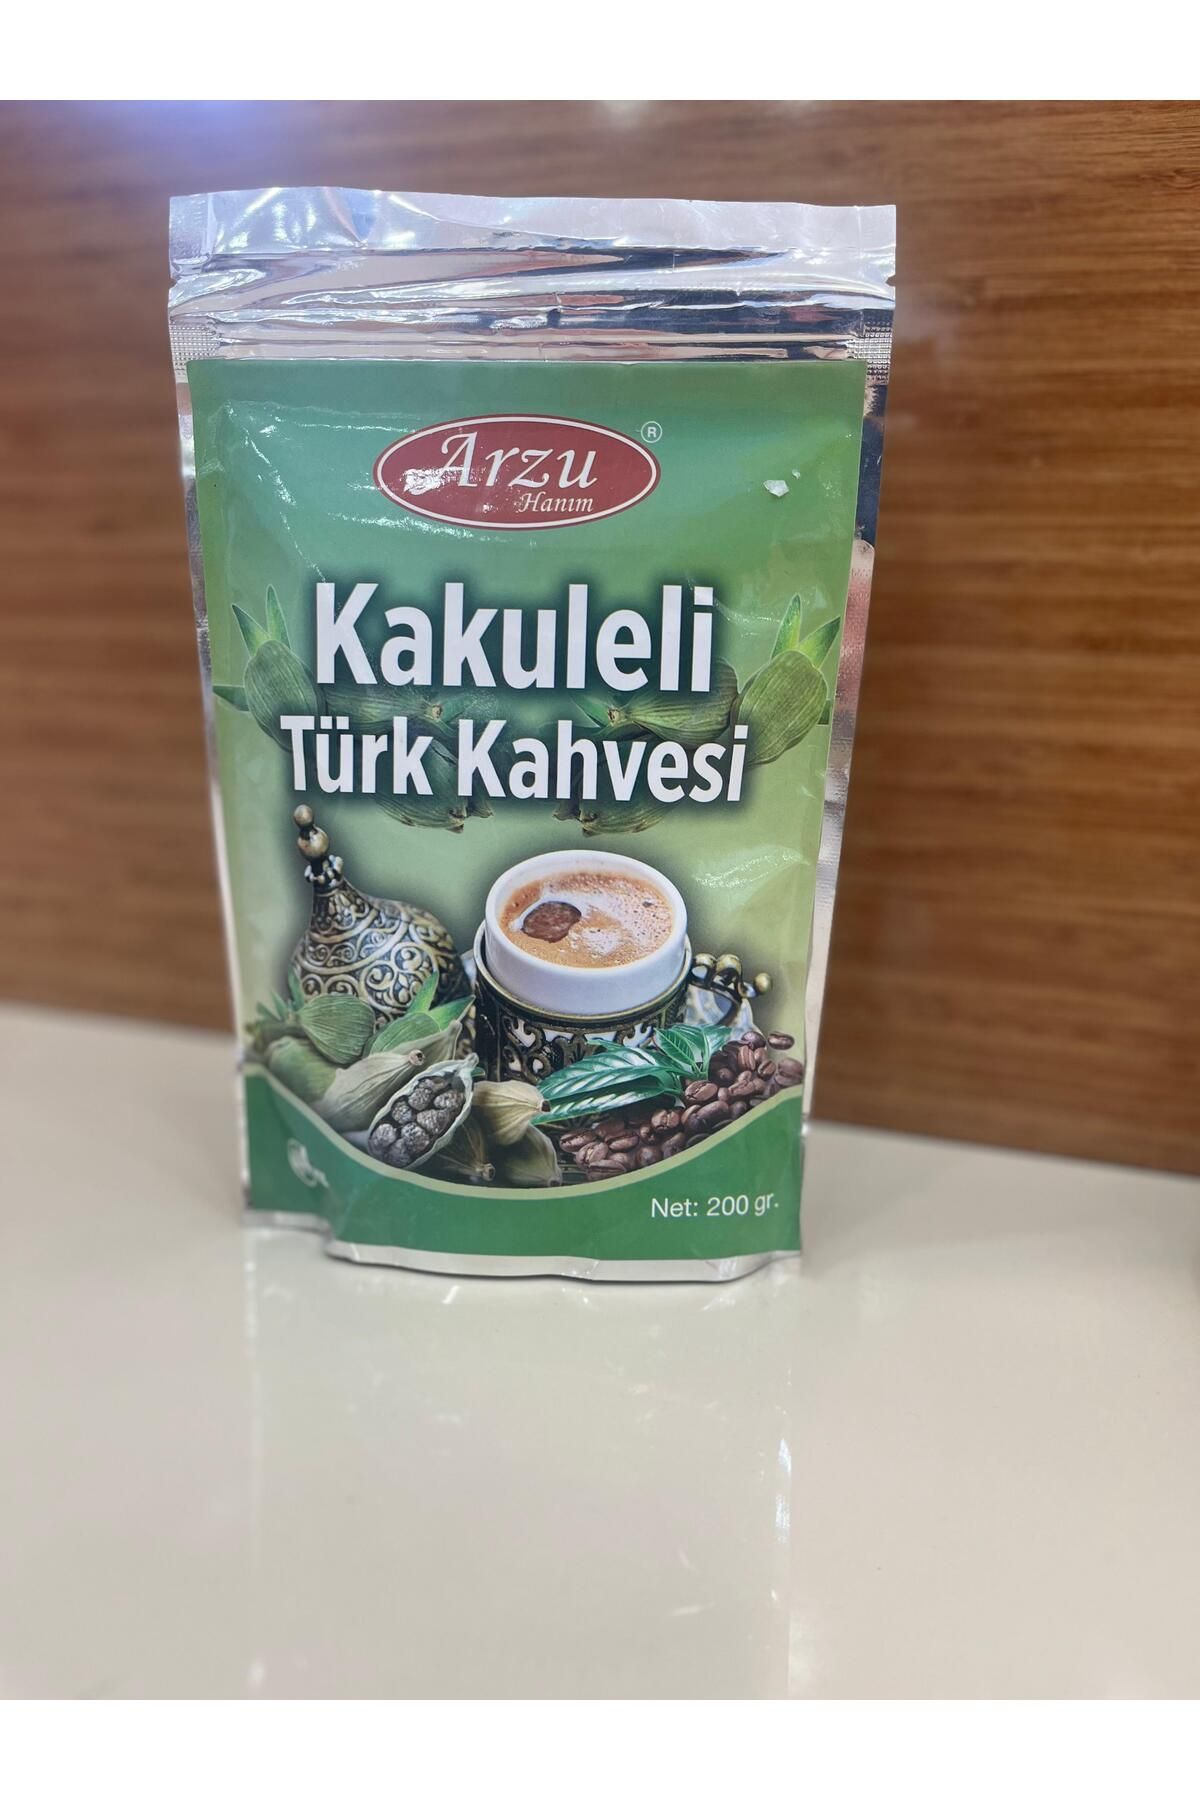 Arzu
®
Hanım
Kakuleli
Türk Kahvesi
Net: 200 gr.